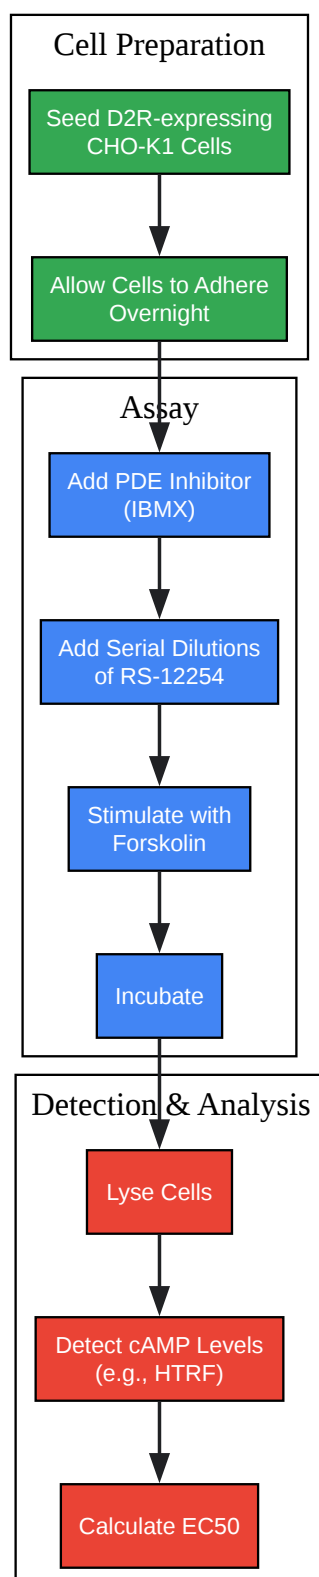 Cell Preparation
Seed D2R-expressing
CHO-K1 Cells
Allow Cells to Adhere
Overnight
Assay
Add PDE Inhibitor
(IBMX)
Add Serial Dilutions
of RS-12254
Stimulate with
Forskolin
Incubate
Detection & Analysis
Lyse Cells
Detect cAMP Levels
(e.g., HTRF)
Calculate EC50